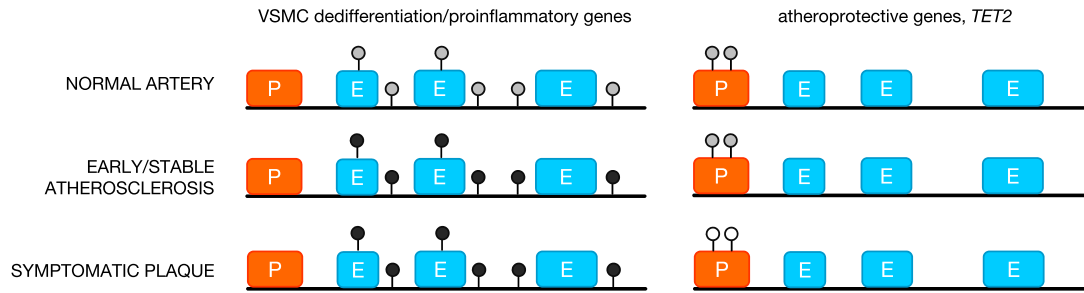 VSMC dedifferentiation/proinflammatory genes
atheroprotective genes, TET2
NORMAL ARTERY
P E E E
P E E E
EARLY/STABLE
ATHEROSCLEROSIS
P E E E
P E E E
SYMPTOMATIC PLAQUE
P E E E
P E E E